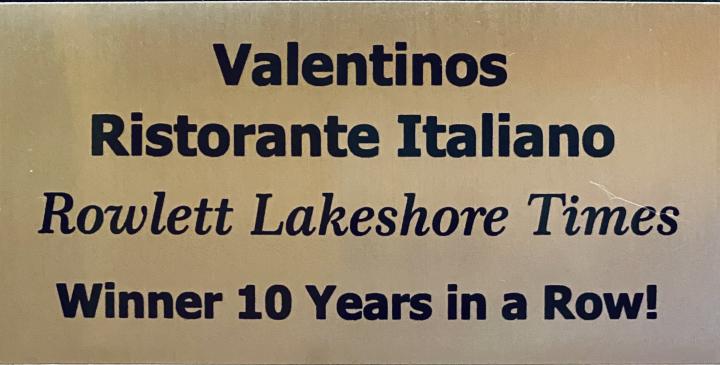 Valentinos
Ristorante Italiano
Rowlett Lakeshore Times
Winner 10 Years in a Row!